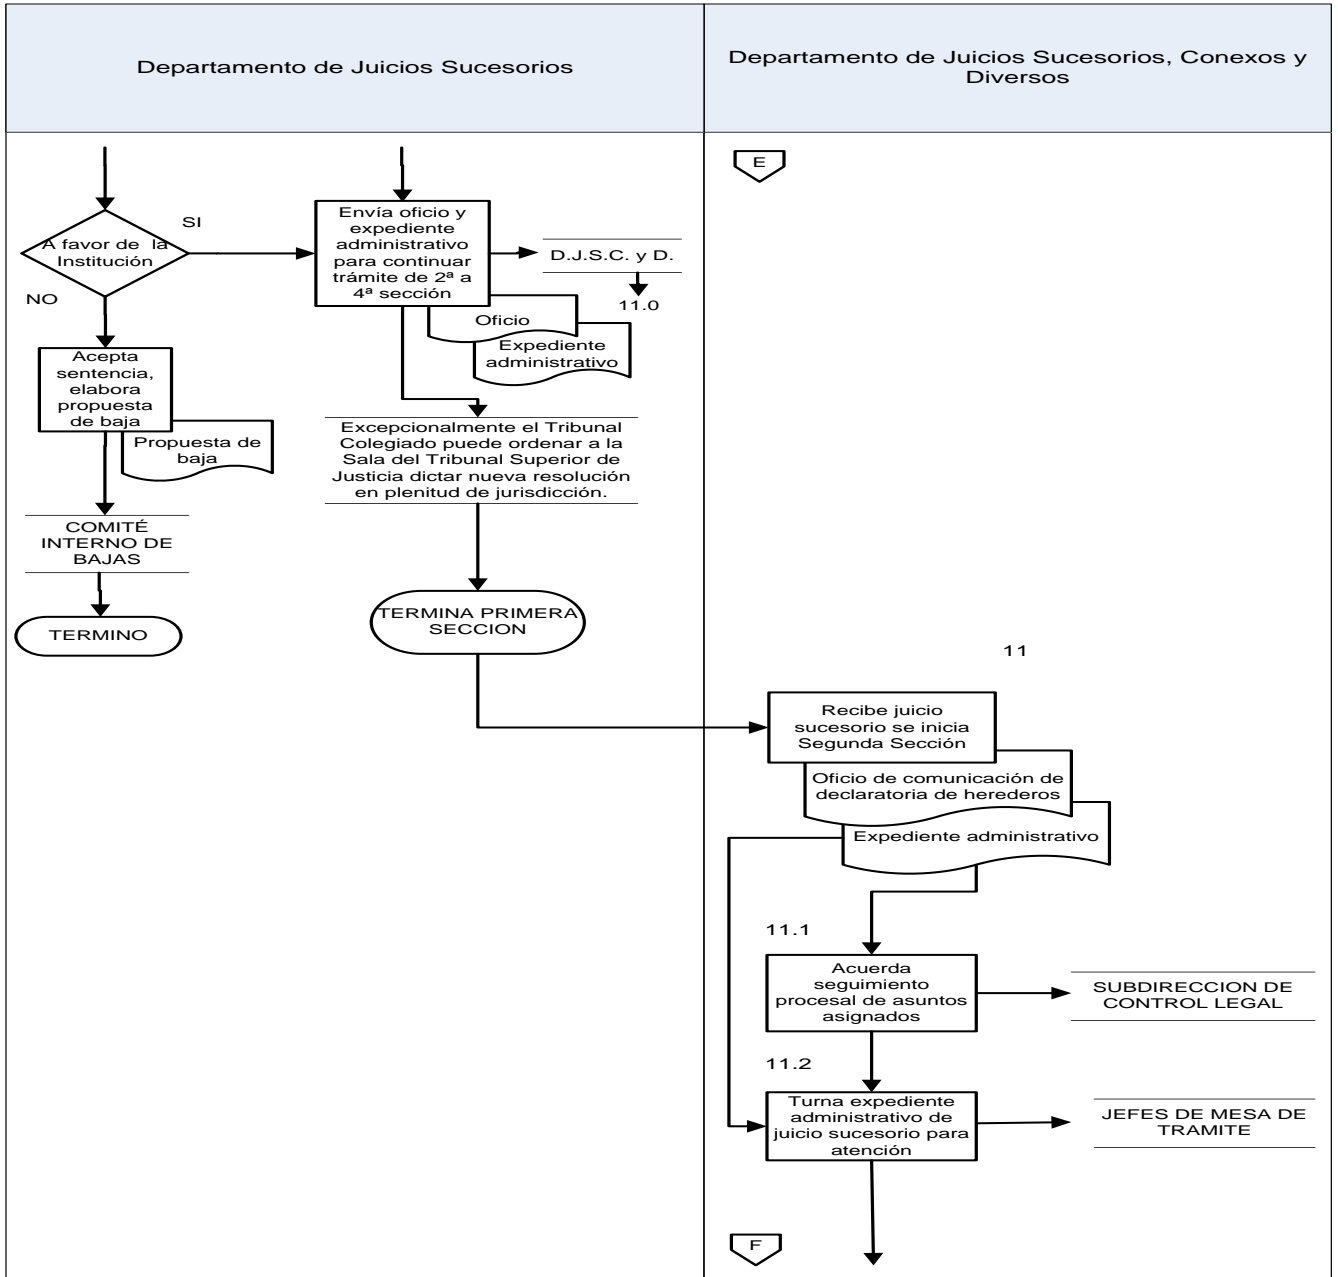 Departamento de Juicios Sucesorios
Departamento de Juicios Sucesorios, Conexos y
Diversos
A favor de la
Institución
SI
NO
Envía oficio y
expediente
administrativo
para continuar
trámite de 2ª a
4ª sección
D.J.S.C. y D.
11.0
Oficio
Expediente
administrativo
Acepta
sentencia,
elabora
propuesta
de baja
Propuesta de
baja
COMITÉ
INTERNO DE
BAJAS
TERMINO
Excepcionalmente el Tribunal
Colegiado puede ordenar a la
Sala del Tribunal Superior de
Justicia dictar nueva resolución
en plenitud de jurisdicción.
TERMINA PRIMERA
SECCION
E
11
Recibe juicio
sucesorio se inicia
Segunda Sección
Oficio de comunicación de
declaratoria de herederos
Expediente administrativo
11.1
Acuerda
seguimiento
procesal de asuntos
asignados
SUBDIRECCION DE
CONTROL LEGAL
11.2
Turna expediente
administrativo de
juicio sucesorio para
atención
JEFES DE MESA DE
TRAMITE
F